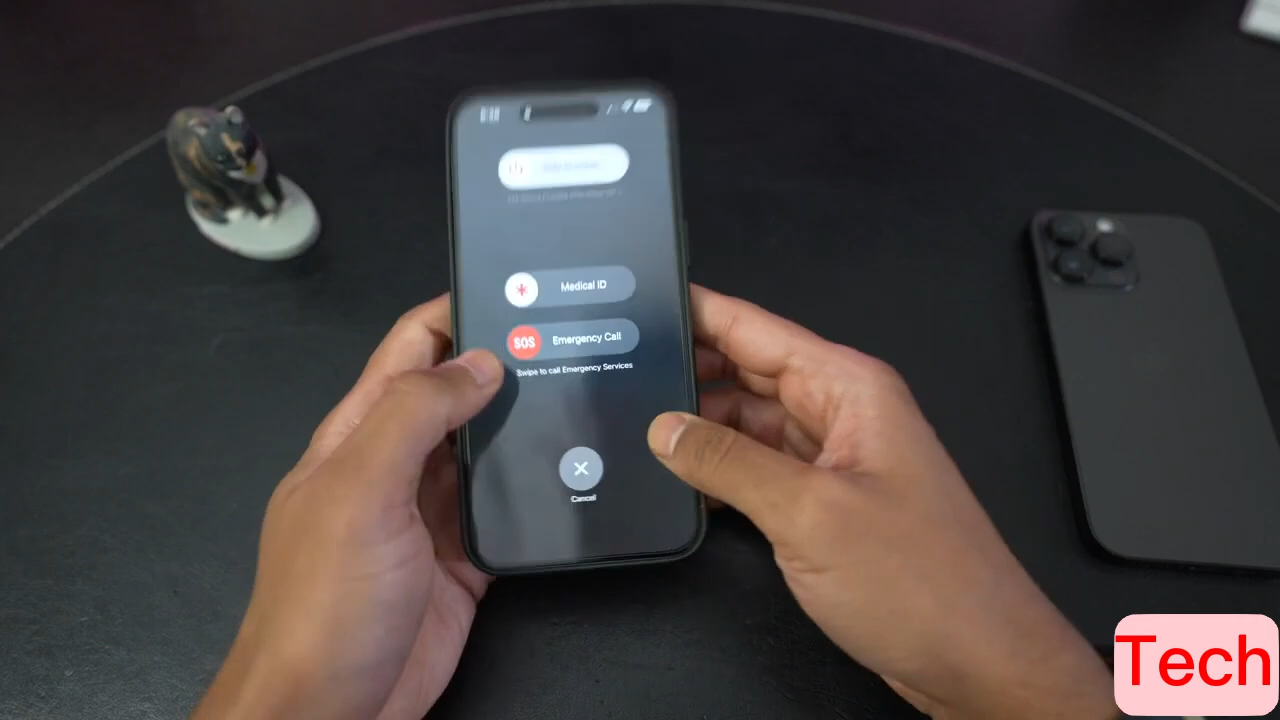 Medical ID
SOS
Emergency Call
Swipe to call Emergency Services
Cancel
Tech